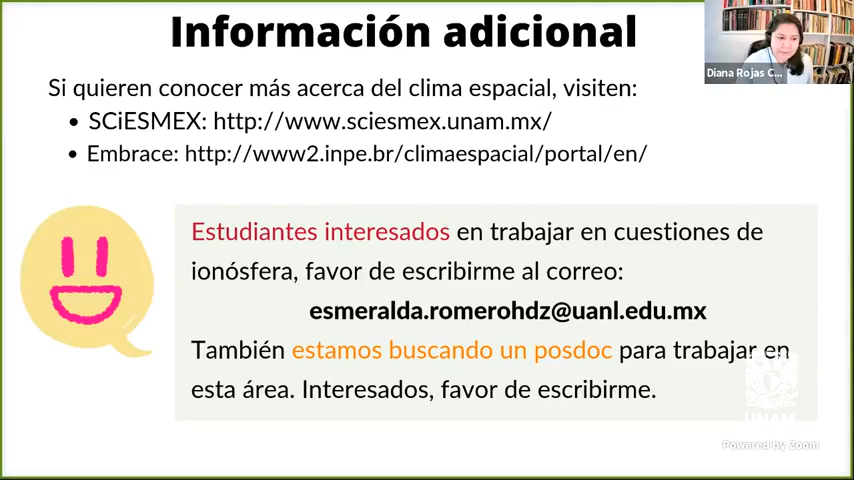 Información adicional
Diana Rojas C...
Si quieren conocer más acerca del clima espacial, visiten:
• SCiESMEX: http://www.sciesmex.unam.mx/
• Embrace: http://www2.inpe.br/climaespacial/portal/en/
Estudiantes interesados en trabajar en cuestiones de
ionósfera, favor de escribirme al correo:
esmeralda.romerohdz@uanl.edu.mx
También estamos buscando un posdoc para trabajar en
esta área. Interesados, favor de escribirme.
UNAM
Powered by Zoom